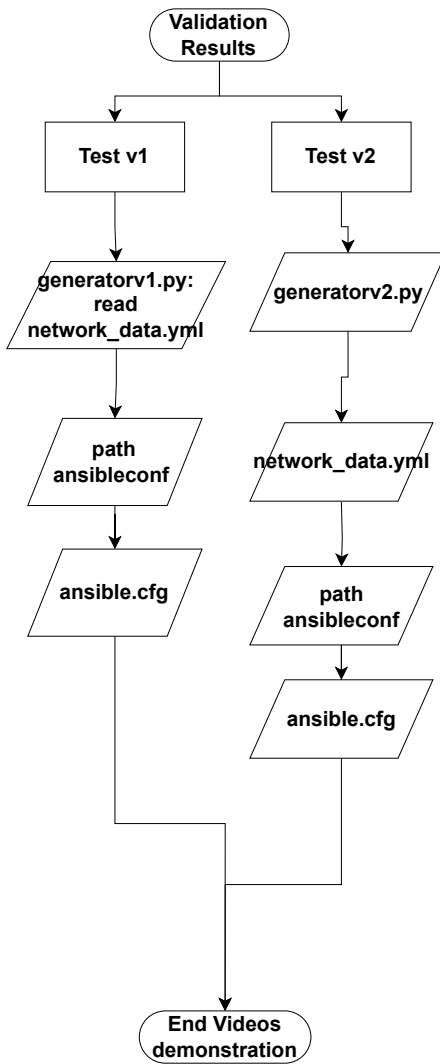 Validation
Results
Test v1
Test v2
generatorv1.py:
read
network_data.yml
generatorv2.py
path
ansibleconf
network_data.yml
ansible.cfg
path
ansibleconf
ansible.cfg
End Videos
demonstration